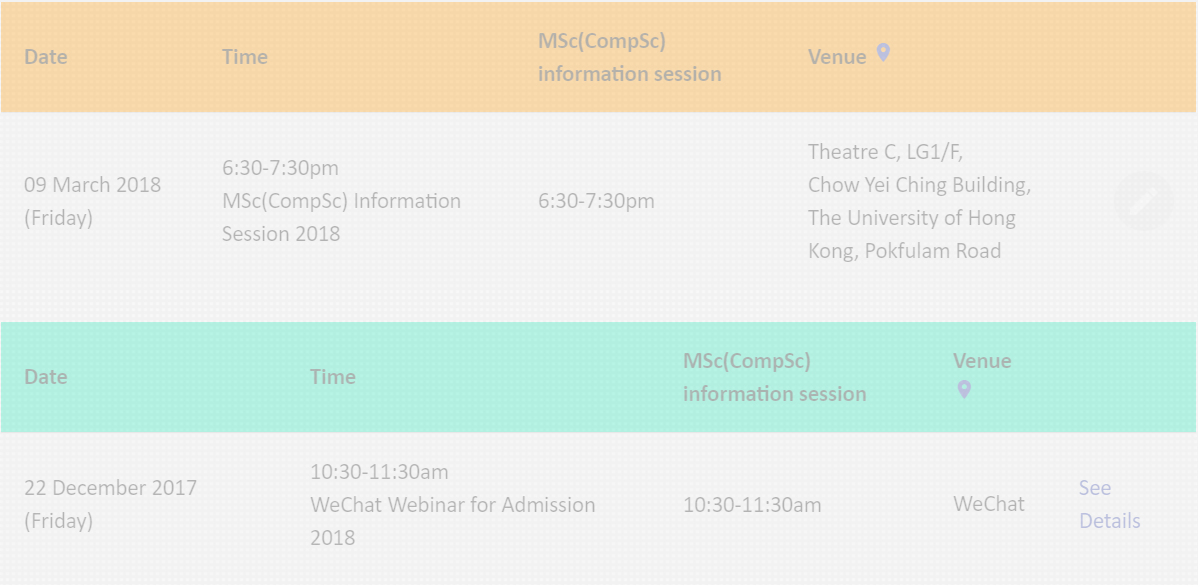 Date
Time
MSc(CompSc)
information session
Venue
09 March 2018
(Friday)
6:30-7:30pm
MSc(CompSc) Information
Session 2018
6:30-7:30pm
Theatre C, LG1/F,
Chow Yei Ching Building,
The University of Hong
Kong, Pokfulam Road
Date
Time
MSc(CompSc)
information session
Venue
22 December 2017
(Friday)
10:30-11:30am
WeChat Webinar for Admission
2018
10:30-11:30am
WeChat
See
Details